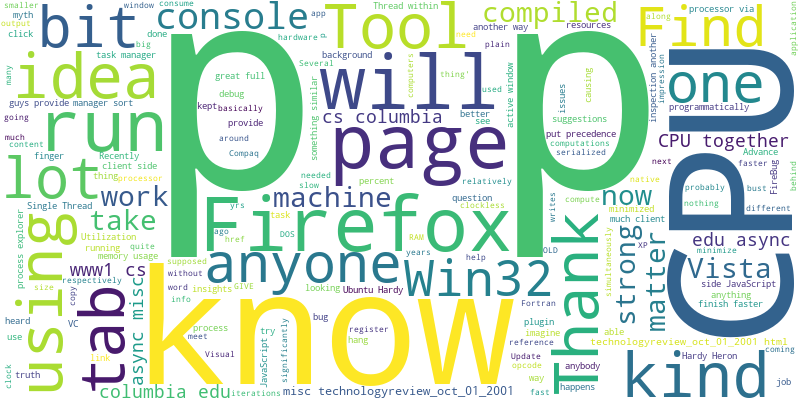 smaller
myth
output
click
window
done
big
task manager
consume
console
app
hardware
Several
Thread within
another way
plain
Tool
compiled
resources
need
Find
processor via
along
impression
inspection another
application
bit
idea
many
guys provide manager sort
going
much
content
run
great full
debug
kept
basically
provide
around
Compaq
p
background
will
something similar
computers
thing'
used
active window
cs columbia
better
see
page
p
issues
causing
suggestions
put precedence
computations
serialized
one
programmatically
CPU together
CPU
next
Advance
faster
FireBug
behind
lot
finger
Recently
client side
thing
processor
Single Thread
work
machine
needed
slow
percent
relatively
question
clockless
now
native
probably
bust
nothing
different
using
process explorer
take
Utilization
running
quite
memory usage
yrs
ago
task
href
DOS
Firefox
RAM
years
writes
OLD
compute
minimized
much client
simultaneously
XP
edu async
minimize
tab
www1 cs
size
copy
respectively
async misc
supposed
without
word
info
insights
GIVE
anyone
looking
Ubuntu Hardy
help
Win32
Fortran
Thank
strong
matter
Vista
side JavaScript
anything
finish faster
heard
use
VC
clock
truth
link
process
meet
Visual
know
try
JavaScript
significantly
bug
register
hang
plugin
imagine
reference
Update
opcode
way
fast
anybody
happens
able
technologyreview_oct_01_2001 html
kind
Hardy Heron
coming
job
columbia edu
iterations
misc technologyreview_oct_01_2001